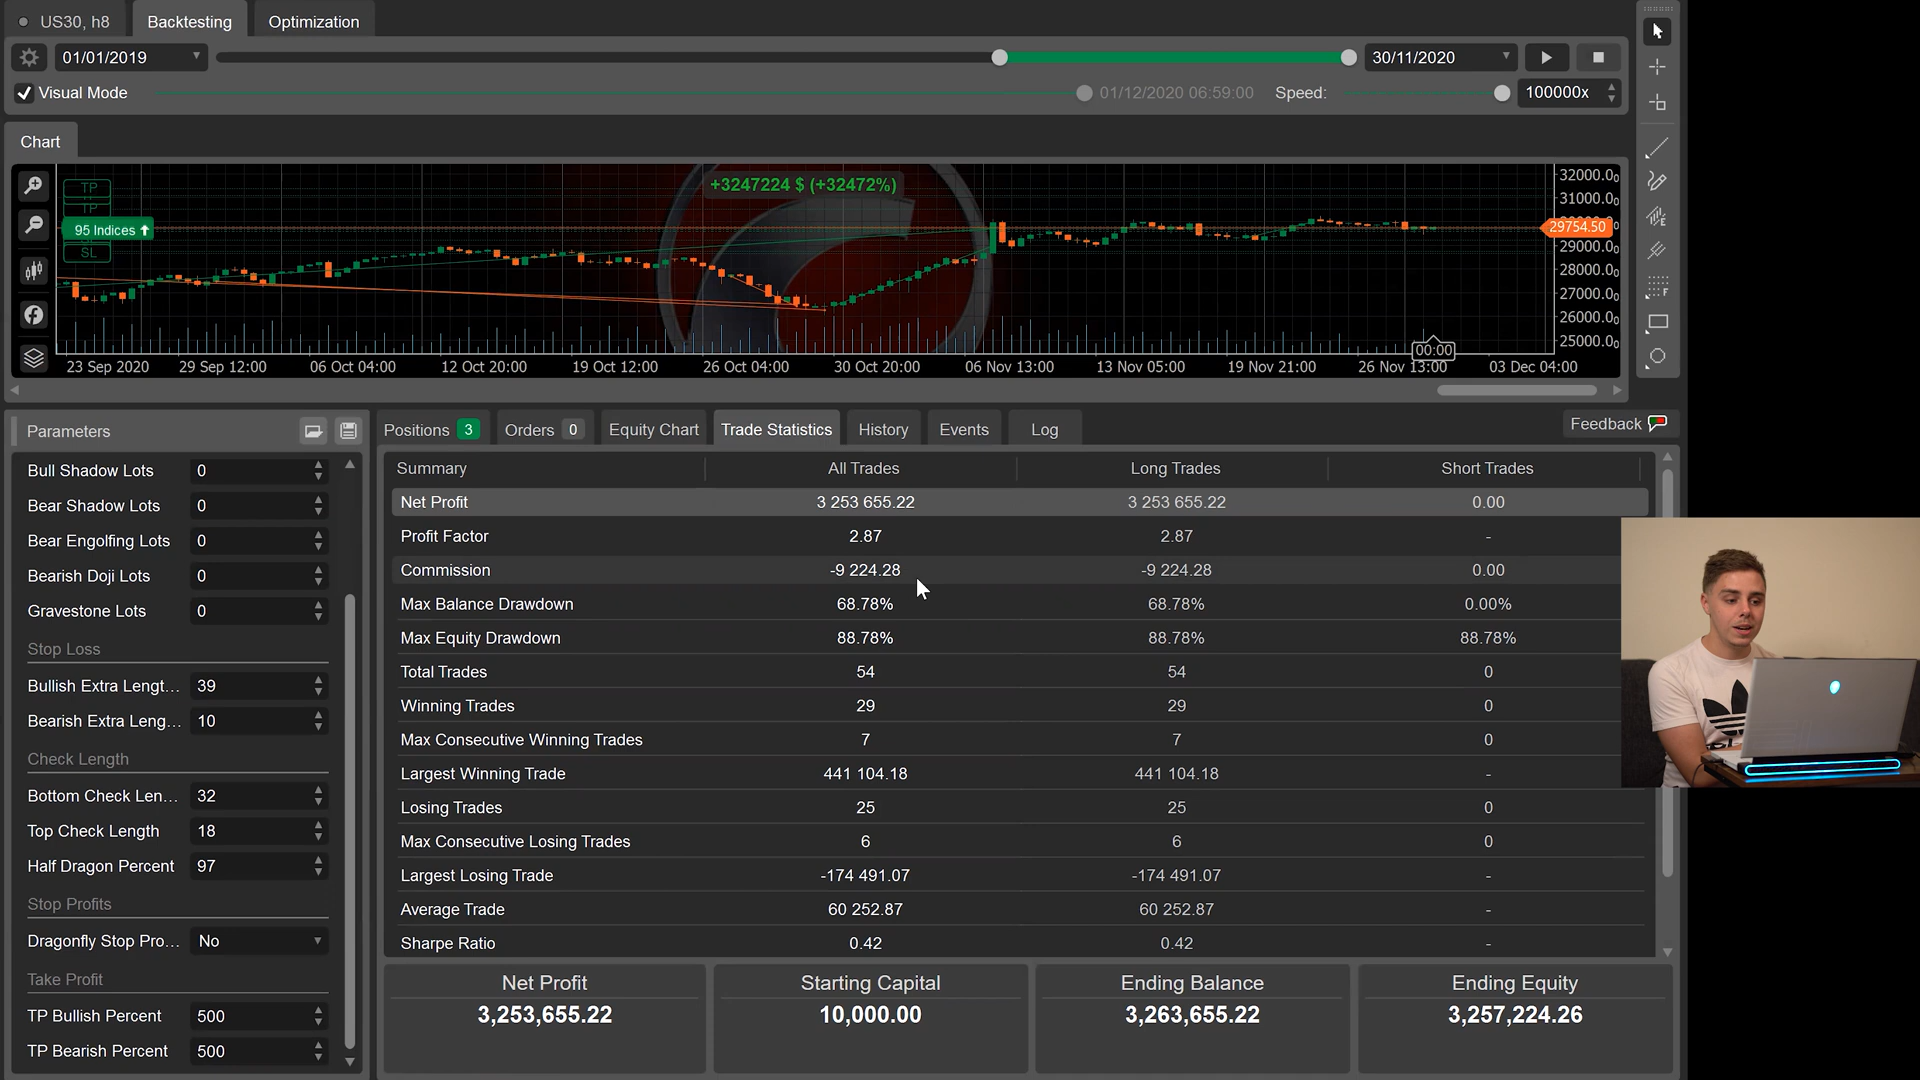 US30, h8
Backtesting
Optimization
01/01/2019
30/11/2020
Visual Mode
01/12/2020 06:59:00
Speed:
100000x
Chart
+3247224 $ (+32472%)
TP
TP
95 Indices
SL
32000.00
31000.00
29754.50
29000.00
28000.00
27000.00
26000.00
25000.00
00:00
23 Sep 2020
29 Sep 12:00
06 Oct 04:00
12 Oct 20:00
19 Oct 12:00
26 Oct 04:00
30 Oct 20:00
06 Nov 13:00
13 Nov 05:00
19 Nov 21:00
26 Nov 13:00
03 Dec 04:00
Parameters
Bull Shadow Lots 0
Bear Shadow Lots 0
Bear Engolfing Lots 0
Bearish Doji Lots 0
Gravestone Lots 0
Stop Loss
Bullish Extra Lengt... 39
Bearish Extra Leng... 10
Check Length
Bottom Check Len... 32
Top Check Length 18
Half Dragon Percent 97
Stop Profits
Dragonfly Stop Pro... No
Take Profit
TP Bullish Percent 500
TP Bearish Percent 500
Positions 3
Orders 0
Equity Chart
Trade Statistics
History
Events
Log
Feedback
Summary All Trades Long Trades Short Trades
Net Profit 3 253 655.22 3 253 655.22 0.00
Profit Factor 2.87 2.87 -
Commission -9 224.28 -9 224.28 0.00
Max Balance Drawdown 68.78% 68.78% 0.00%
Max Equity Drawdown 88.78% 88.78% 88.78%
Total Trades 54 54 0
Winning Trades 29 29 0
Max Consecutive Winning Trades 7 7 0
Largest Winning Trade 441 104.18 441 104.18 -
Losing Trades 25 25 0
Max Consecutive Losing Trades 6 6 0
Largest Losing Trade -174 491.07 -174 491.07 -
Average Trade 60 252.87 60 252.87 -
Sharpe Ratio 0.42 0.42 -
Net Profit
3,253,655.22
Starting Capital
10,000.00
Ending Balance
3,263,655.22
Ending Equity
3,257,224.26